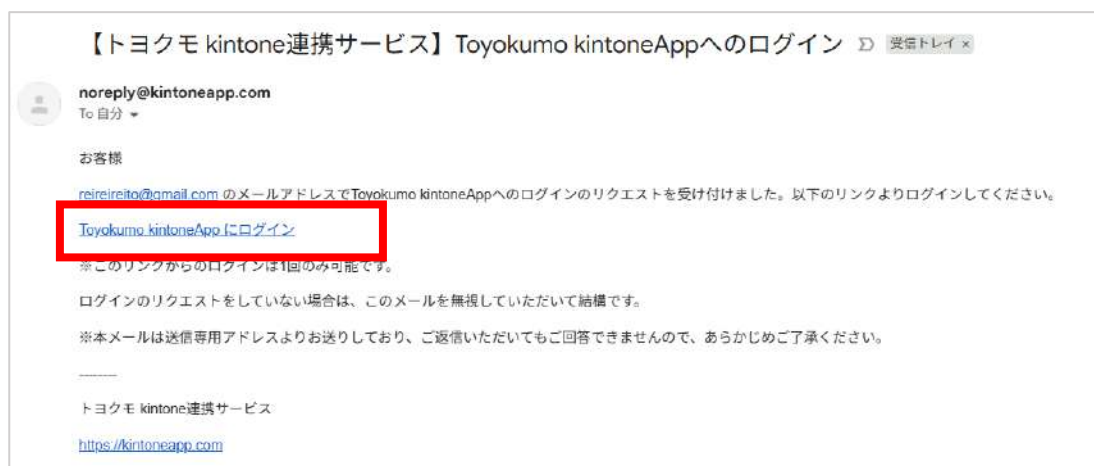 【トヨクモ kintone連携サービス】Toyokumo kintoneAppへのログイン 受信トレイ ×
noreply@kintoneapp.com
To 自分
お客様
reireireito@gmail.com のメールアドレスでToyokumo kintoneAppへのログインのリクエストを受け付けました。以下のリンクよりログインしてください。
Toyokumo kintoneApp にログイン
※このリンクからのログインは1回のみ可能です。
ログインのリクエストをしていない場合は、このメールを無視していただいて結構です。
※本メールは送信専用アドレスよりお送りしており、ご返信いただいてもご回答できませんので、あらかじめご了承ください。
--------
トヨクモ kintone連携サービス
https://kintoneapp.com